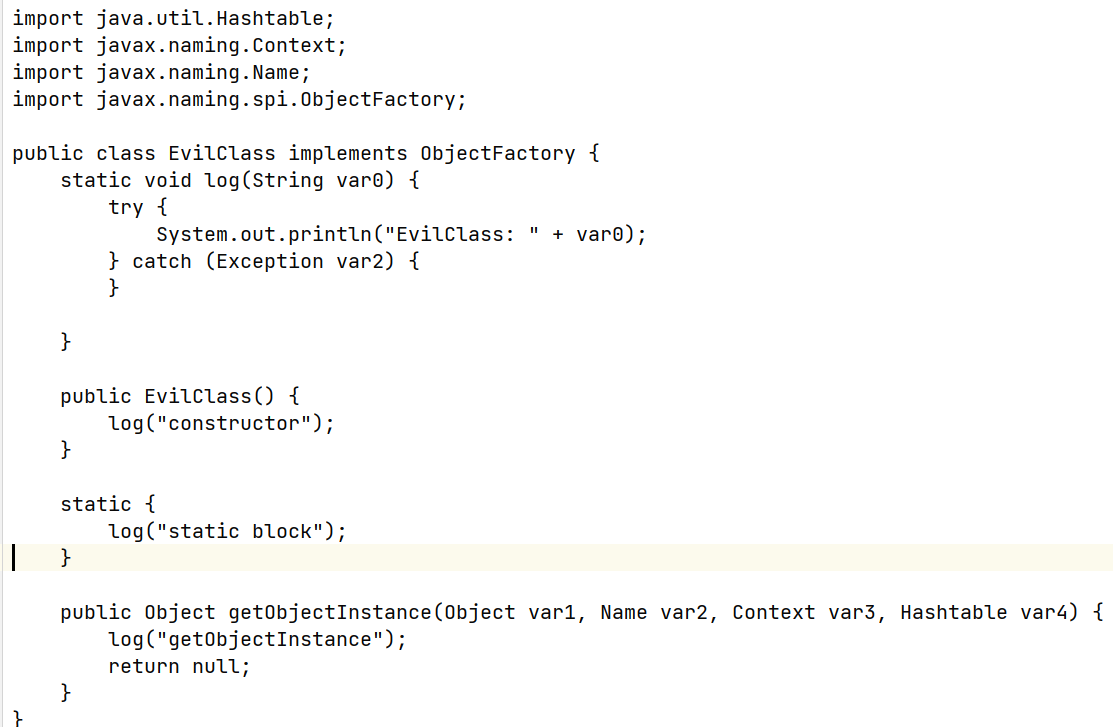 import java.util.Hashtable;
import javax.naming.Context;
import javax.naming.Name;
import javax.naming.spi.ObjectFactory;

public class EvilClass implements ObjectFactory {
    static void log(String var0) {
        try {
            System.out.println("EvilClass: " + var0);
        } catch (Exception var2) {
        }

    }

    public EvilClass() {
        log("constructor");
    }

    static {
        log("static block");
    }

    public Object getObjectInstance(Object var1, Name var2, Context var3, Hashtable var4) {
        log("getObjectInstance");
        return null;
    }
}